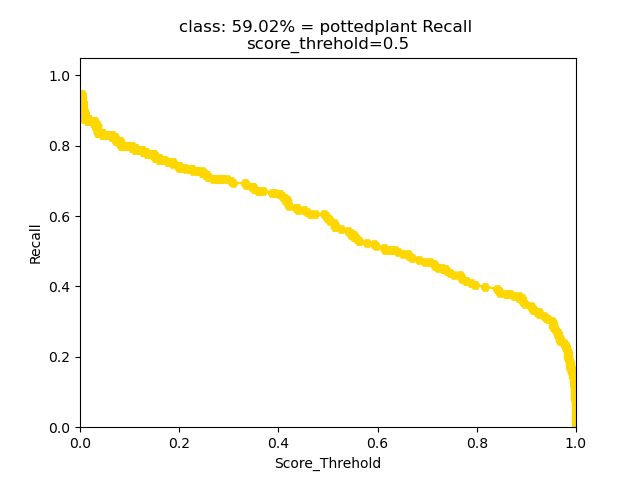 class: 59.02% = pottedplant Recall
score_threhold=0.5
1.0
0.8
0.6
0.4
0.2
0.0
Recall
0.0 0.2 0.4 0.6 0.8 1.0
Score_Threhold